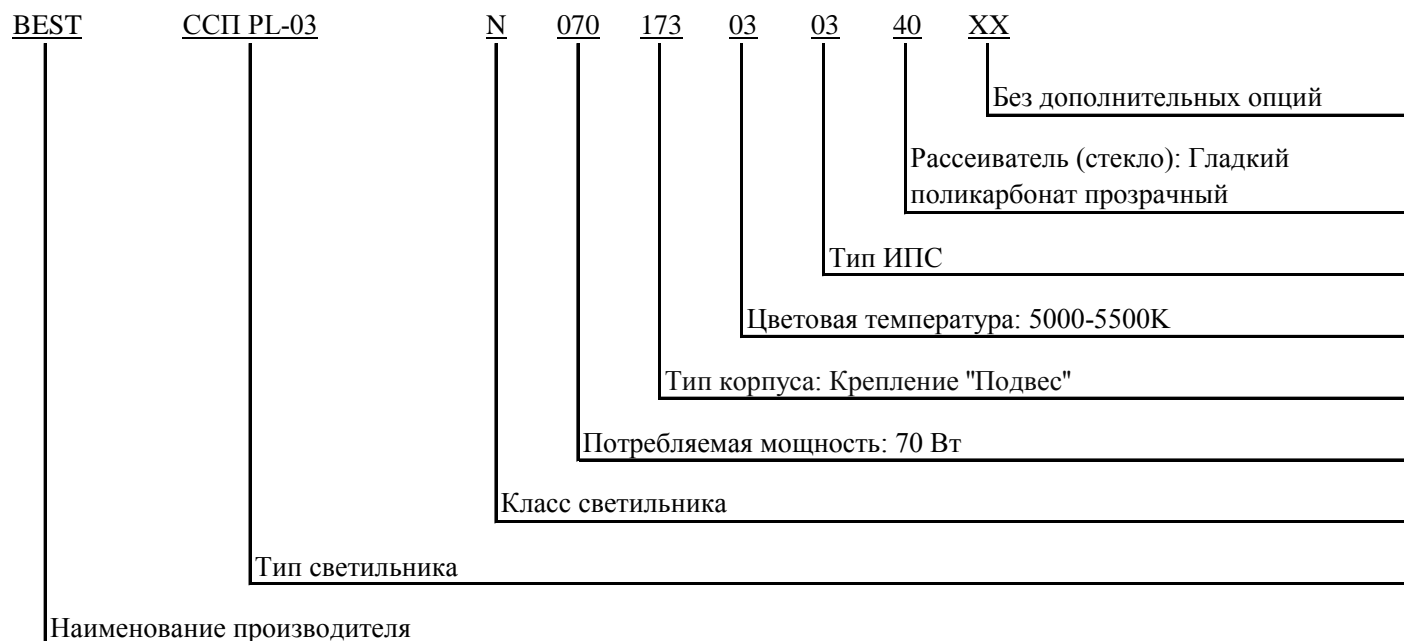 BEST ССП PL-03 N 070 173 03 03 40 XX
Без дополнительных опций
Рассеиватель (стекло): Гладкий
поликарбонат прозрачный
Тип ИПС
Цветовая температура: 5000-5500K
Тип корпуса: Крепление "Подвес"
Потребляемая мощность: 70 Вт
Класс светильника
Тип светильника
Наименование производителя